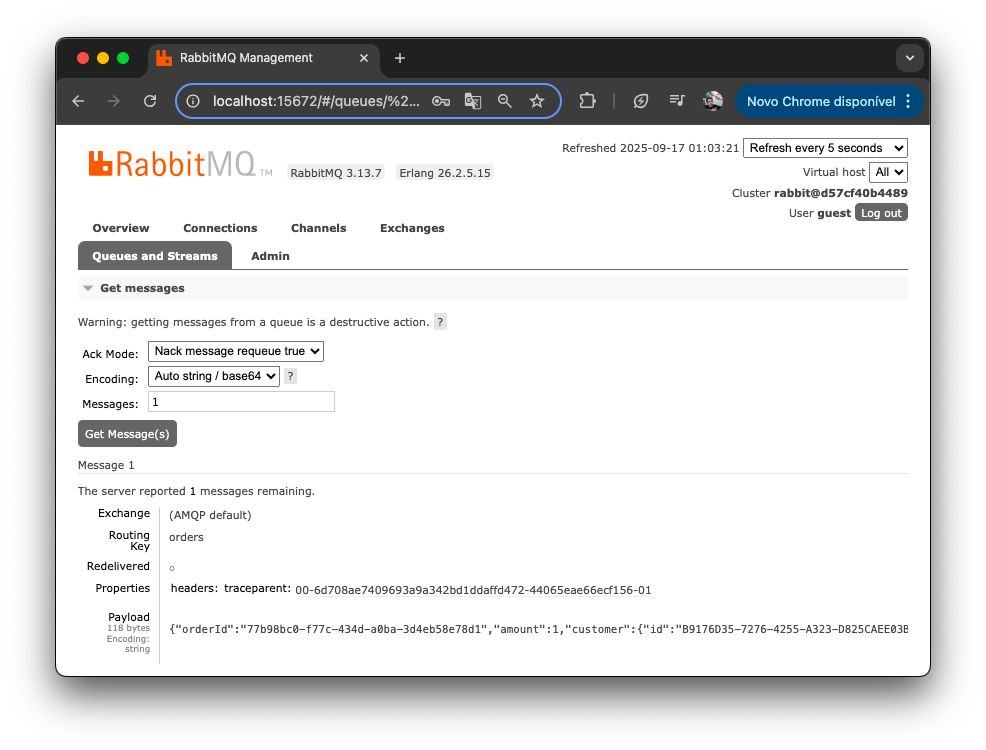 RabbitMQ Management
localhost:15672/#/queues/%2...
Novo Chrome disponível
Refreshed 2025-09-17 01:03:21 Refresh every 5 seconds
RabbitMQ TM RabbitMQ 3.13.7 Erlang 26.2.5.15
Virtual host All
Cluster rabbit@d57cf40b4489
User guest Log out
Overview Connections Channels Exchanges
Queues and Streams Admin
Get messages
Warning: getting messages from a queue is a destructive action. ?
Ack Mode: Nack message requeue true
Encoding: Auto string / base64 ?
Messages: 1
Get Message(s)
Message 1
The server reported 1 messages remaining.
Exchange (AMQP default)
Routing Key orders
Redelivered ○
Properties headers: traceparent: 00-6d708ae7409693a9a342bd1ddaffd472-44065eae66ecf156-01
Payload
118 bytes
Encoding: string
{"orderId":"77b98bc0-f77c-434d-a0ba-3d4eb58e78d1","amount":1,"customer":{"id":"B9176D35-7276-4255-A323-D825CAEE03B